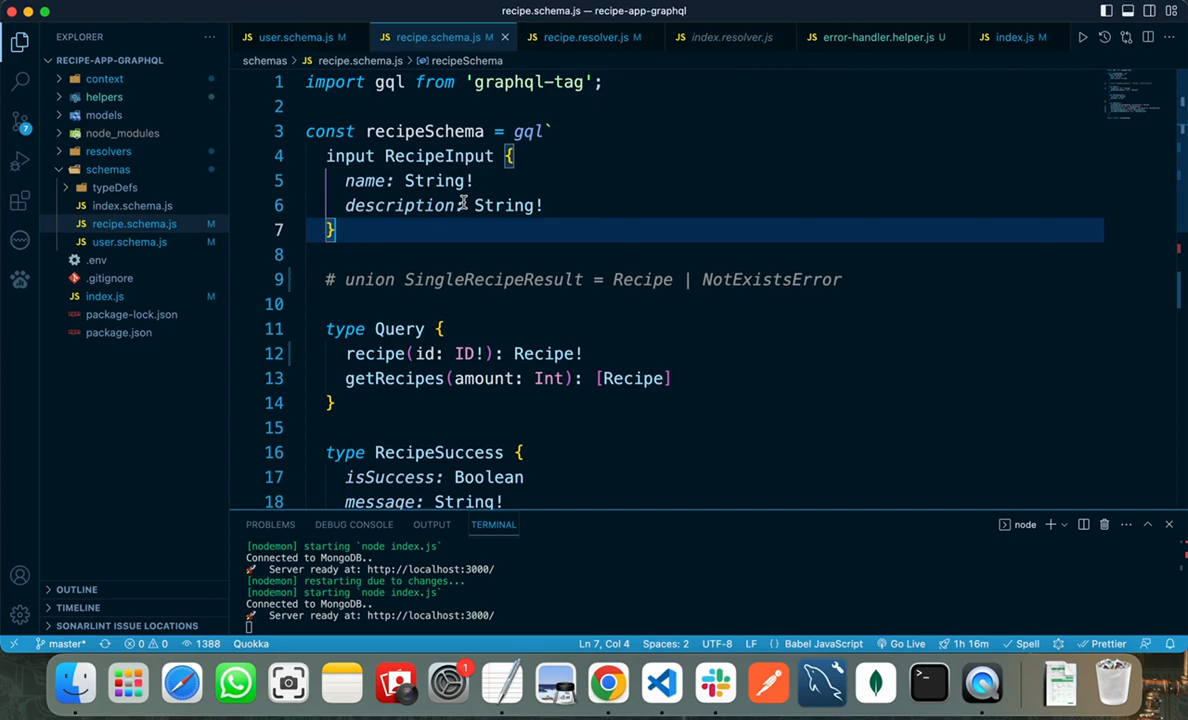 recipe.schema.js — recipe-app-graphql
EXPLORER
user.schema.js M
recipe.schema.js M
recipe.resolver.js M
index.resolver.js
error-handler.helper.js U
index.js M
RECIPE-APP-GRAPHQL
schemas > JS recipe.schema.js > recipeSchema
context
helpers
models
node_modules
resolvers
schemas
typeDefs
index.schema.js
JS recipe.schema.js M
JS user.schema.js M
.env
.gitignore
JS index.js M
package-lock.json
package.json
OUTLINE
TIMELINE
SONARLINT ISSUE LOCATIONS
1 import gql from 'graphql-tag';
2
3 const recipeSchema = gql`
4 input RecipeInput {
5 name: String!
6 description: String!
7 }
8
9 # union SingleRecipeResult = Recipe | NotExistsError
10
11 type Query {
12 recipe(id: ID!): Recipe!
13 getRecipes(amount: Int): [Recipe]
14 }
15
16 type RecipeSuccess {
17 isSuccess: Boolean
18 message: String!
PROBLEMS DEBUG CONSOLE OUTPUT TERMINAL
node
[nodemon] starting `node index.js`
Connected to MongoDB..
🚀 Server ready at: http://localhost:3000/
[nodemon] restarting due to changes...
[nodemon] starting `node index.js`
Connected to MongoDB..
🚀 Server ready at: http://localhost:3000/
7
master* 0 0 1388 Quokka Ln 7, Col 4 Spaces: 2 UTF-8 LF {} Babel JavaScript Go Live 1h 16m Spell Prettier
1